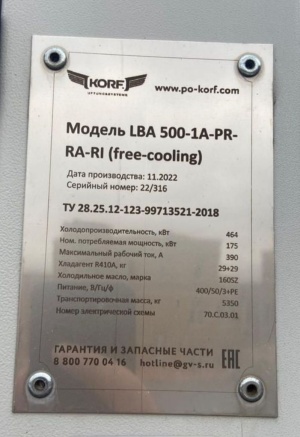 KORF
www.po-korf.com
Модель LBA 500-1A-PR-
RA-RI (free-cooling)
Дата производства: 11.2022
Серийный номер: 22/316
ТУ 28.25.12-123-99713521-2018
Холодопроизводительность, кВт 464
Ном. потребляемая мощность, кВт 175
Максимальный рабочий ток, А 390
Хладагент R410A, кг 29+29
Холодильное масло, марка 160SZ
Питание, В/Гц/ф 400/50/3+PE
Транспортировочная масса, кг 5350
Номер электрической схемы 70.C.03.01
ГАРАНТИЯ И ЗАПАСНЫЕ ЧАСТИ
8 800 770 04 16 hotline@gv-s.ru
ЕАС